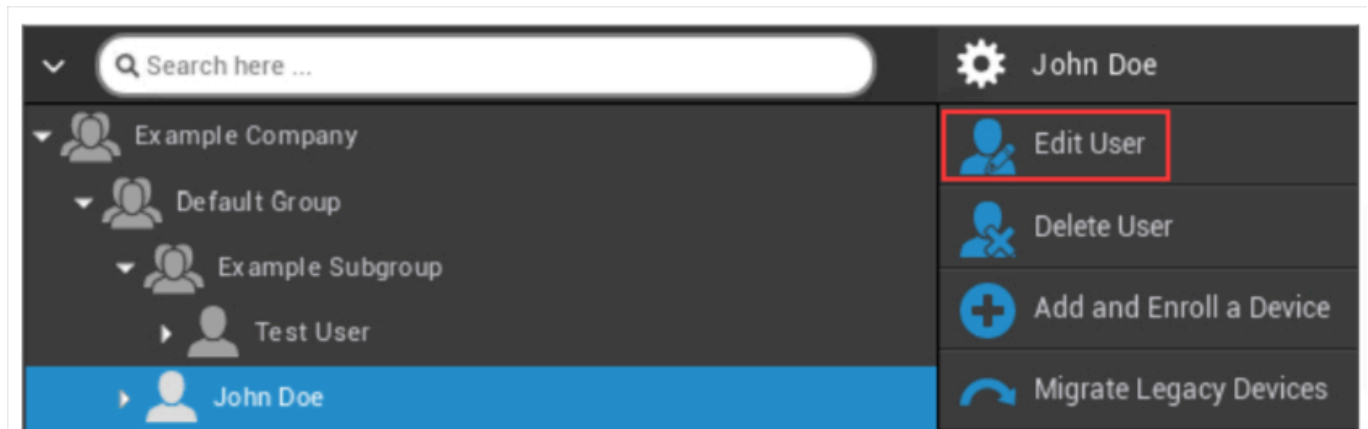 Search here ...
John Doe
Example Company
Edit User
Default Group
Delete User
Example Subgroup
Add and Enroll a Device
Test User
John Doe
Migrate Legacy Devices